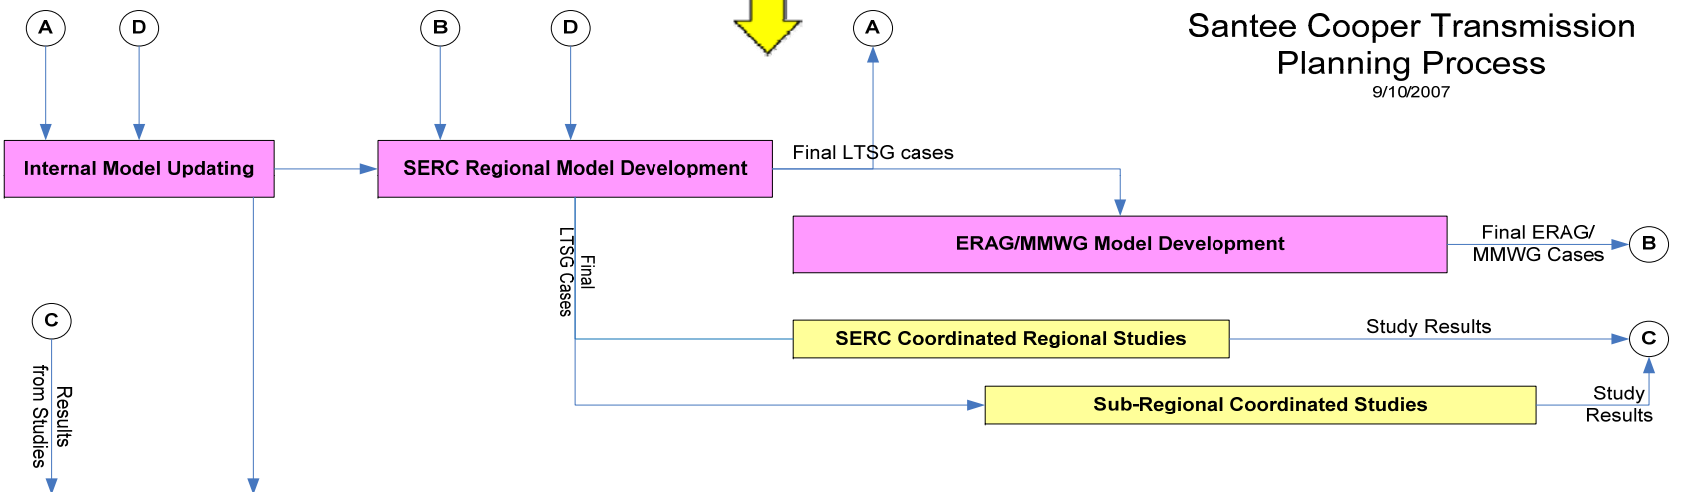 A
D
B
D
A
Santee Cooper Transmission
Planning Process
9/10/2007
Internal Model Updating
SERC Regional Model Development
Final LTSG cases
ERAG/MMWG Model Development
Final ERAG/
MMWG Cases
B
Final
LTSG Cases
C
SERC Coordinated Regional Studies
Study Results
C
Results
from Studies
Sub-Regional Coordinated Studies
Study
Results